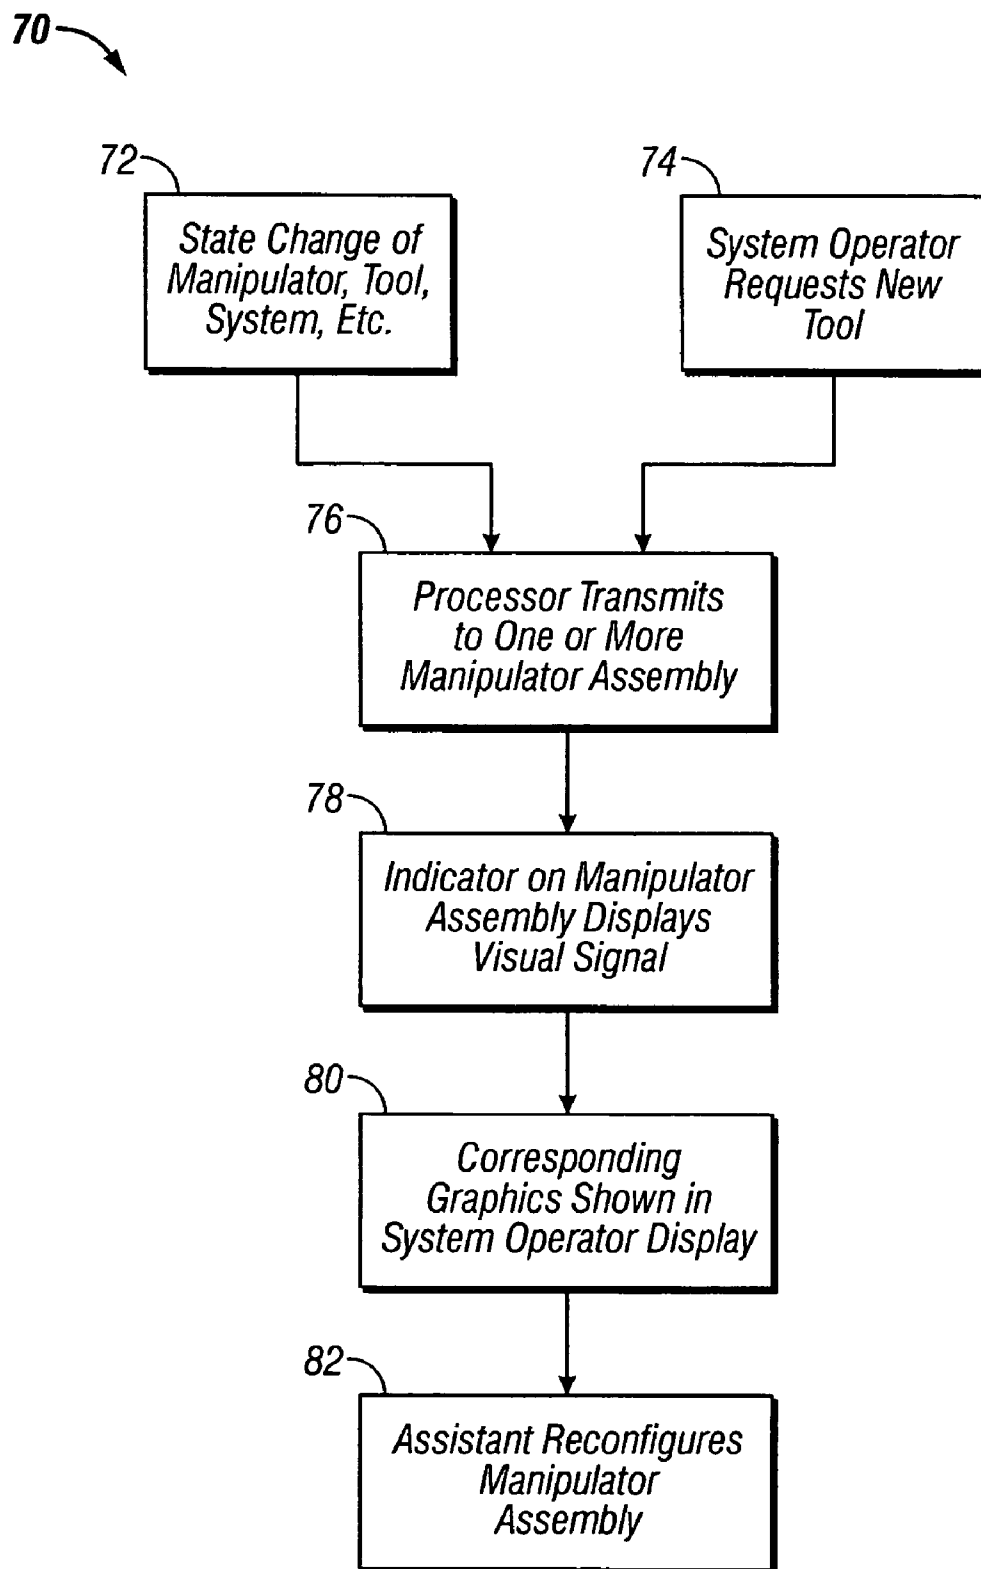 70
72
State Change of
Manipulator, Tool,
System, Etc.
74
System Operator
Requests New
Tool
76
Processor Transmits
to One or More
Manipulator Assembly
78
Indicator on Manipulator
Assembly Displays
Visual Signal
80
Corresponding
Graphics Shown in
System Operator Display
82
Assistant Reconfigures
Manipulator
Assembly